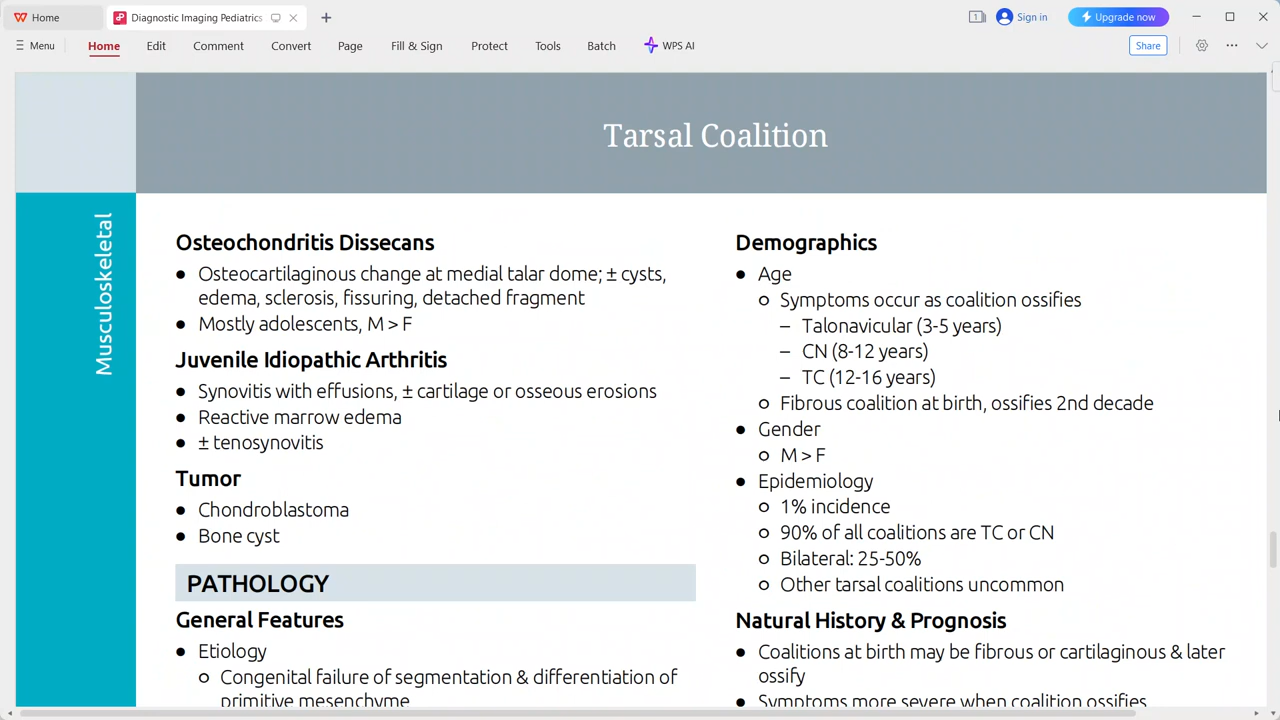 Home
Diagnostic Imaging Pediatrics
1
Sign in
Upgrade now
Menu
Home
Edit
Comment
Convert
Page
Fill & Sign
Protect
Tools
Batch
WPS AI
Share
Tarsal Coalition
Musculoskeletal
Osteochondritis Dissecans
• Osteocartilaginous change at medial talar dome; ± cysts,
edema, sclerosis, fissuring, detached fragment
• Mostly adolescents, M > F
Juvenile Idiopathic Arthritis
• Synovitis with effusions, ± cartilage or osseous erosions
• Reactive marrow edema
• ± tenosynovitis
Tumor
• Chondroblastoma
• Bone cyst
PATHOLOGY
General Features
• Etiology
o Congenital failure of segmentation & differentiation of
primitive mesenchyme
Demographics
• Age
o Symptoms occur as coalition ossifies
– Talonavicular (3-5 years)
– CN (8-12 years)
– TC (12-16 years)
o Fibrous coalition at birth, ossifies 2nd decade
• Gender
o M > F
• Epidemiology
o 1% incidence
o 90% of all coalitions are TC or CN
o Bilateral: 25-50%
o Other tarsal coalitions uncommon
Natural History & Prognosis
• Coalitions at birth may be fibrous or cartilaginous & later
ossify
• Symptoms more severe when coalition ossifies